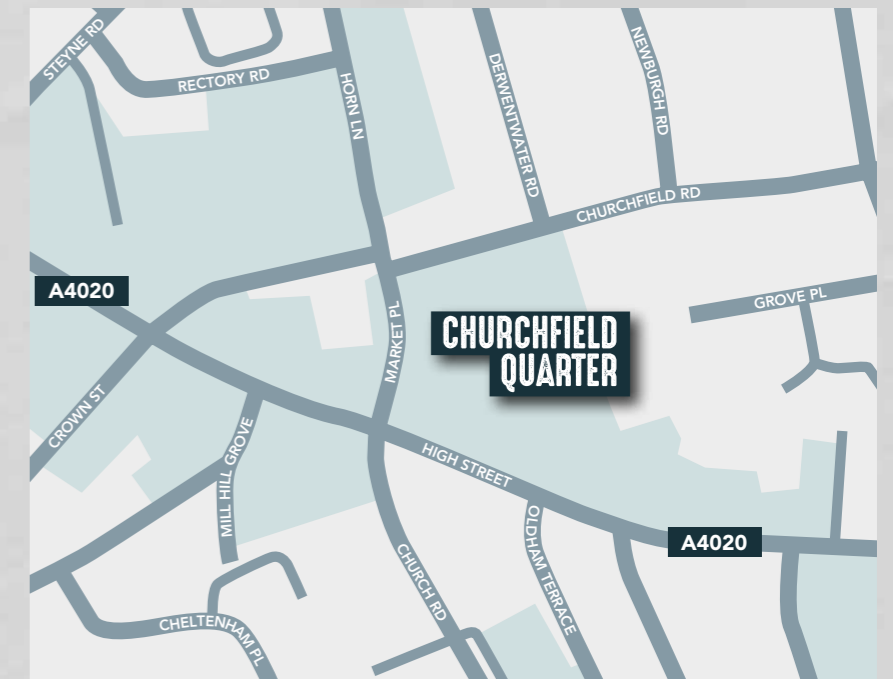 STEYNE RD
RECTORY RD
HORN LN
DERWENTWATER RD
NEWBURGH RD
CHURCHFIELD RD
A4020
GROVE PL
MARKET PL
CHURCHFIELD
QUARTER
CROWN ST
MILL HILL GROVE
HIGH STREET
OLDHAM TERRACE
A4020
CHURCH RD
CHELTENHAM PL